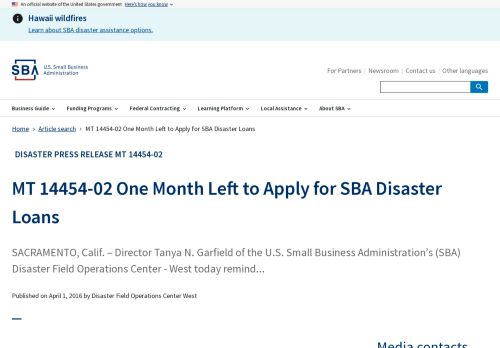 An official website of the United States government Here's how you know
Hawaii wildfires
Learn about SBA disaster assistance options.
SBA
U.S. Small Business
Administration
For Partners | Newsroom | Contact us | Other languages
Business Guide Funding Programs Federal Contracting Learning Platform Local Assistance About SBA
Home › Article search › MT 14454-02 One Month Left to Apply for SBA Disaster Loans
DISASTER PRESS RELEASE MT 14454-02
MT 14454-02 One Month Left to Apply for SBA Disaster
Loans
SACRAMENTO, Calif. – Director Tanya N. Garfield of the U.S. Small Business Administration's (SBA)
Disaster Field Operations Center - West today remind...
Published on April 1, 2016 by Disaster Field Operations Center West
Media contacts